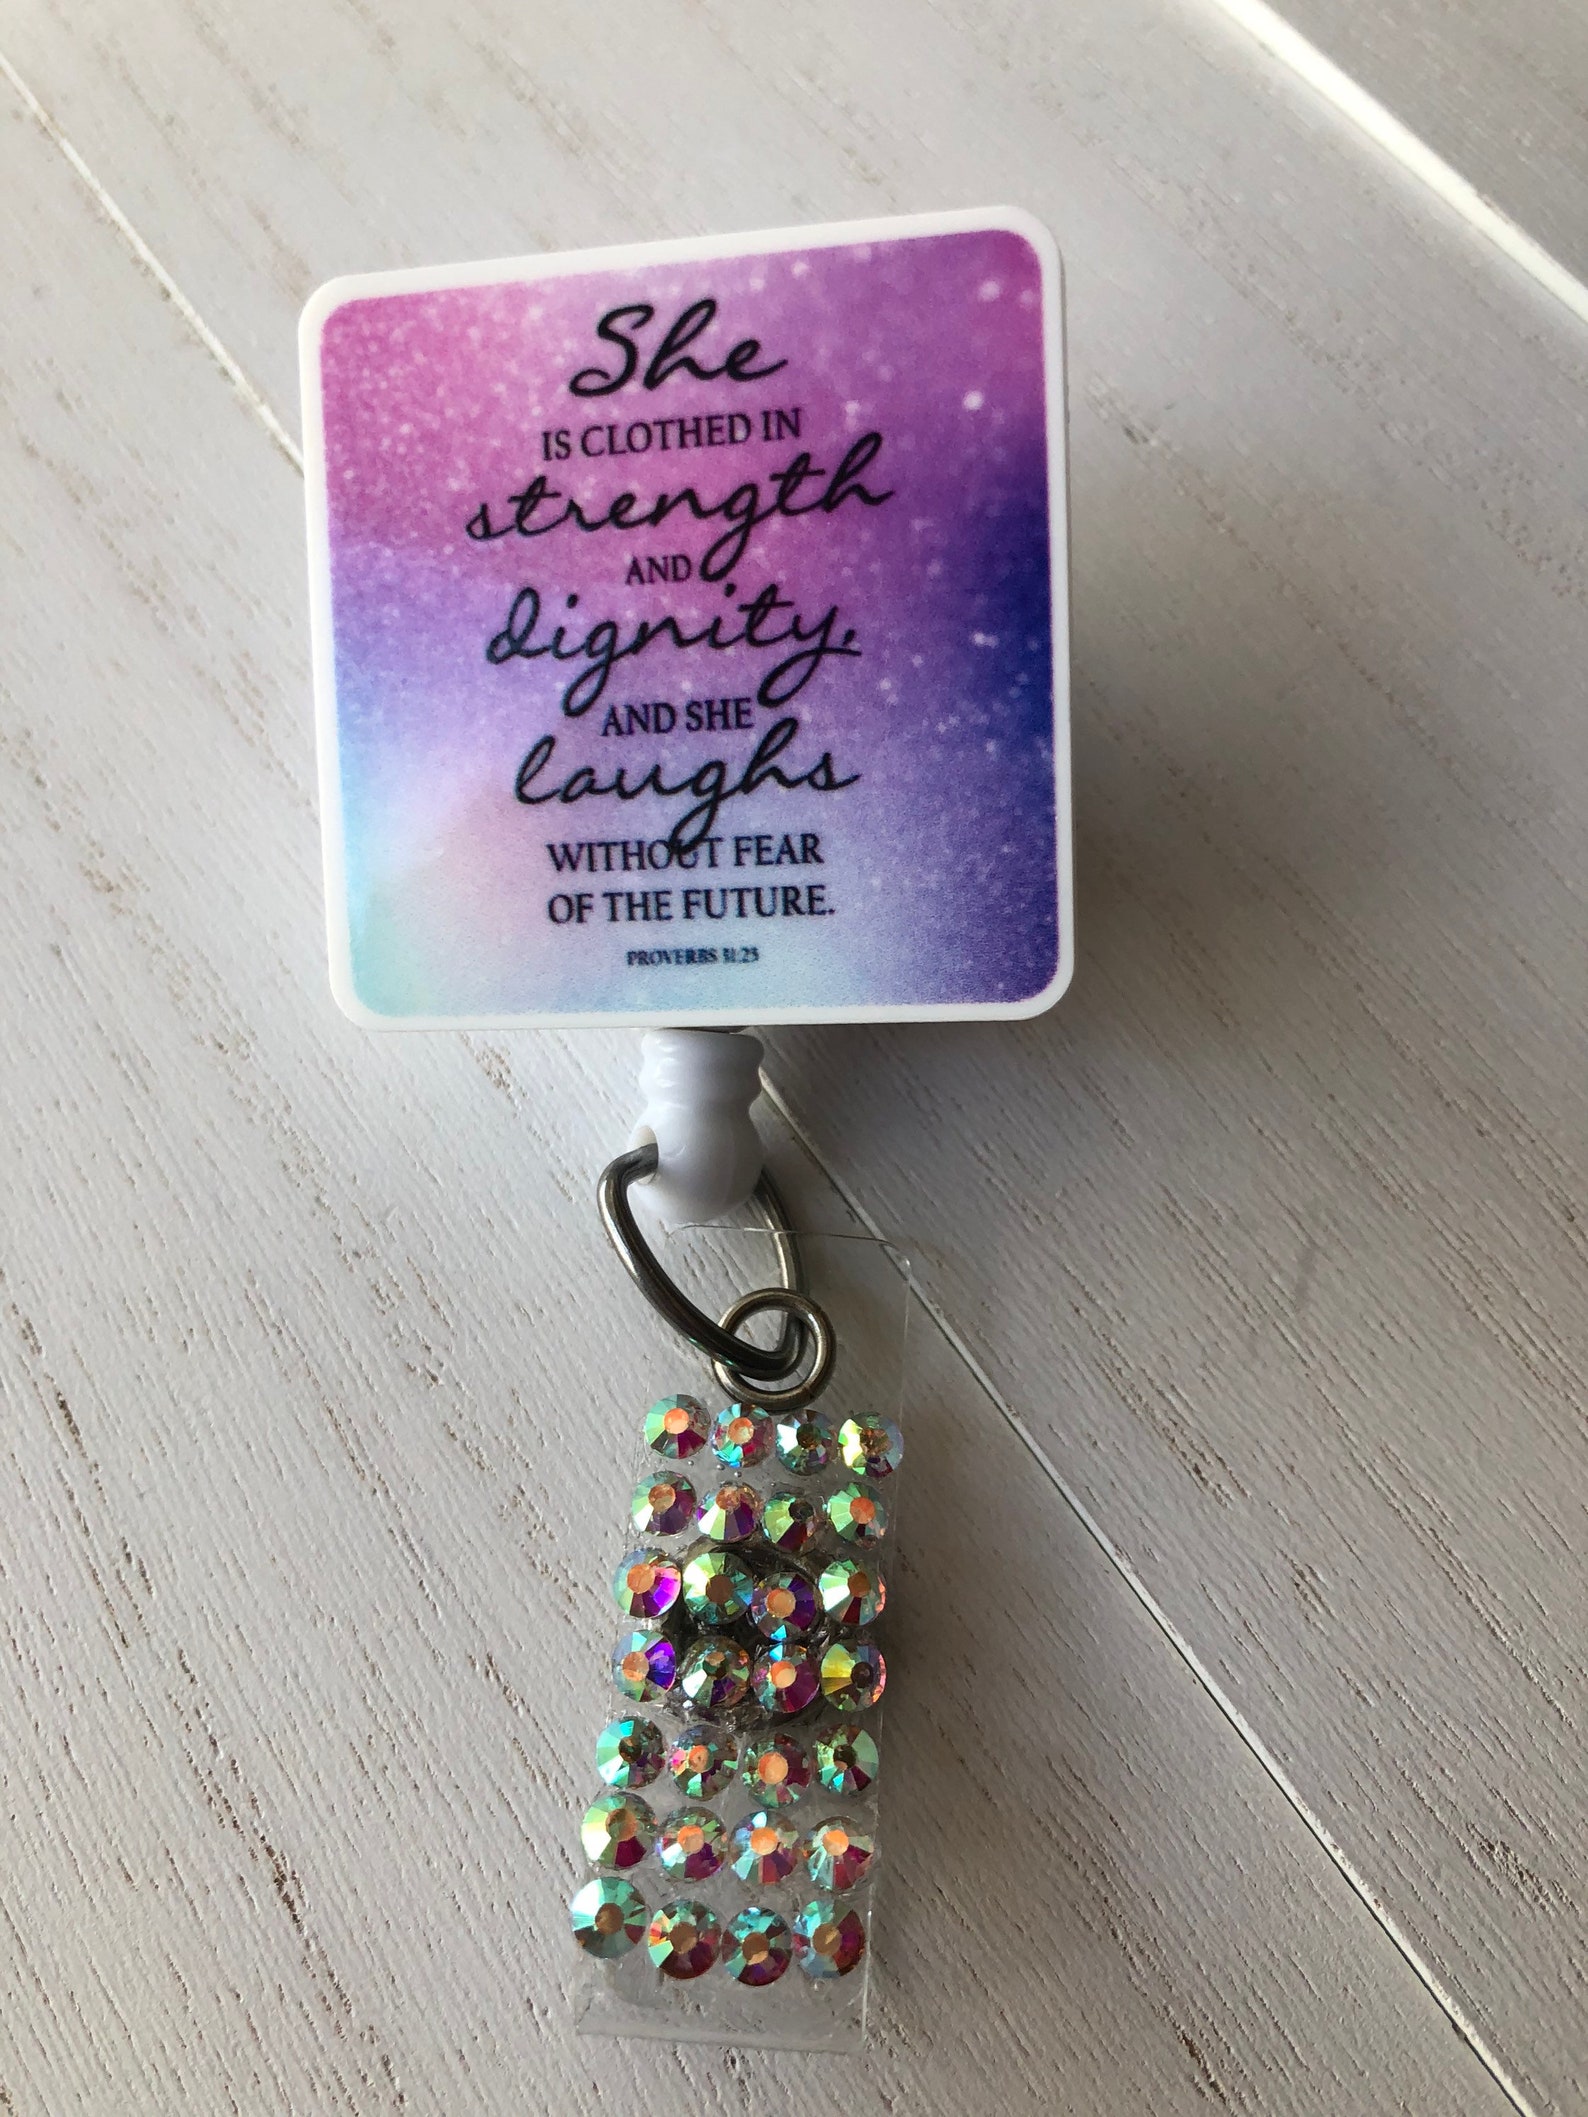 She
IS CLOTHED IN
strength
AND
dignity,
AND SHE
laughs
WITHOUT FEAR
OF THE FUTURE.
PROVERBS 31:25